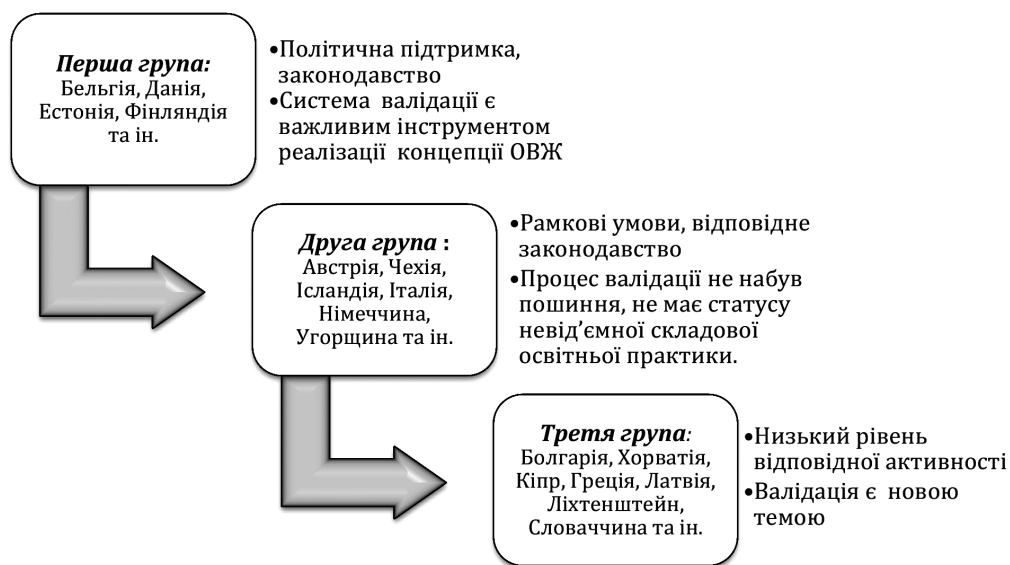 Перша група:
Бельгія, Данія,
Естонія, Фінляндія
та ін.
•Політична підтримка,
законодавство
•Система валідації є
важливим інструментом
реалізації концепції ОВЖ
Друга група :
Австрія, Чехія,
Ісландія, Італія,
Німеччина,
Угорщина та ін.
•Рамкові умови, відповідне
законодавство
•Процес валідації не набув
пошиння, не має статусу
невід’ємної складової
освітньої практики.
Третя група:
Болгарія, Хорватія,
Кіпр, Греція, Латвія,
Ліхтенштейн,
Словаччина та ін.
•Низький рівень
відповідної активності
•Валідація є новою
темою